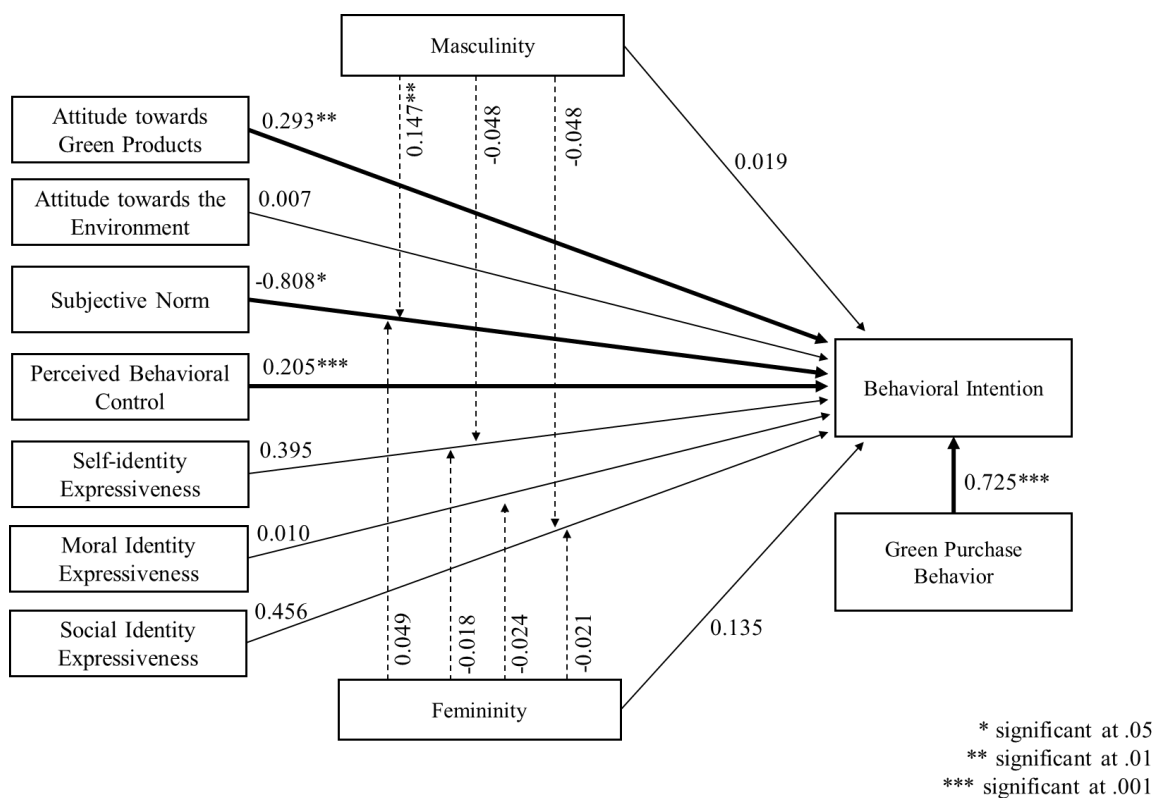 Masculinity
Attitude towards
Green Products
0.293**
0.147**
-0.048
-0.048
0.019
Attitude towards the
Environment
0.007
Subjective Norm
-0.808*
Perceived Behavioral
Control
0.205***
Behavioral Intention
Self-identity
Expressiveness
0.395
0.725***
Moral Identity
Expressiveness
0.010
Green Purchase
Behavior
Social Identity
Expressiveness
0.456
0.049
-0.018
-0.024
-0.021
0.135
Femininity
* significant at .05
** significant at .01
*** significant at .001